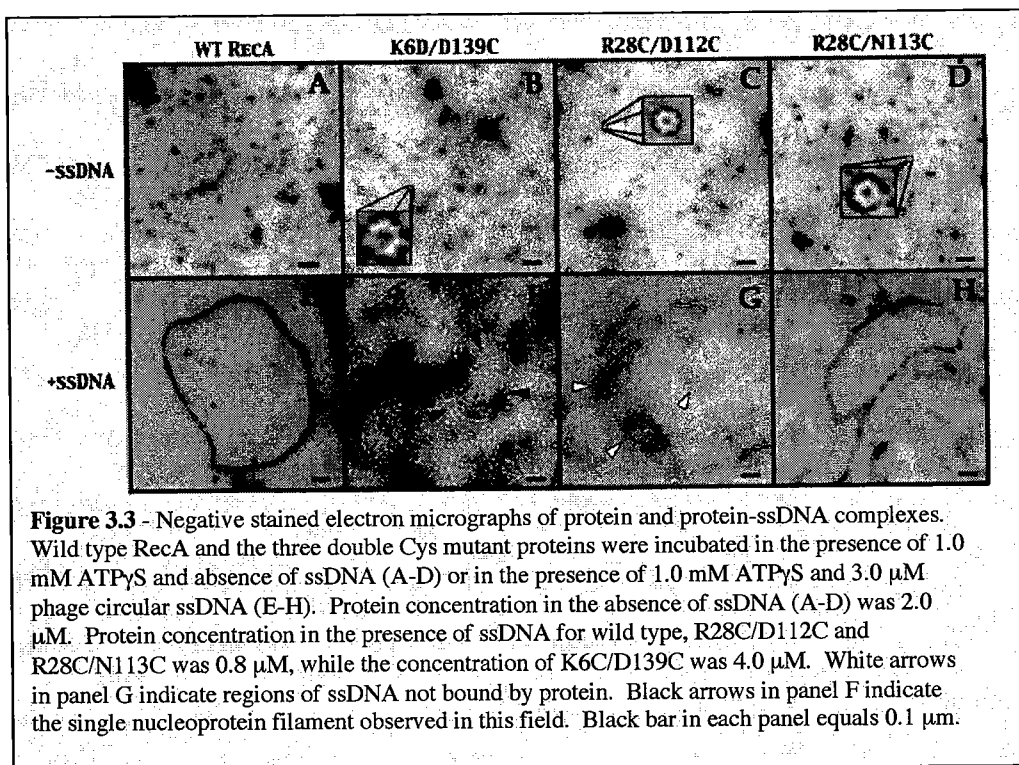 WT RECA K6D/D139C R28C/D112C R28C/N113C
-SSDNA
A B C D
+SSDNA
G H
Figure 3.3 - Negative stained electron micrographs of protein and protein-ssDNA complexes.
Wild type RecA and the three double Cys mutant proteins were incubated in the presence of 1.0
mM ATPγS and absence of ssDNA (A-D) or in the presence of 1.0 mM ATPγS and 3.0 μM
phage circular ssDNA (E-H). Protein concentration in the absence of ssDNA (A-D) was 2.0
μM. Protein concentration in the presence of ssDNA for wild type, R28C/D112C and
R28C/N113C was 0.8 μM, while the concentration of K6C/D139C was 4.0 μM. White arrows
in panel G indicate regions of ssDNA not bound by protein. Black arrows in panel F indicate
the single nucleoprotein filament observed in this field. Black bar in each panel equals 0.1 μm.